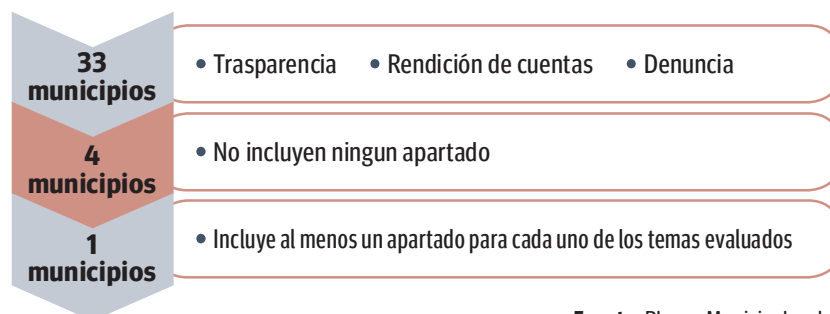 33
municipios
• Trasparencia • Rendición de cuentas • Denuncia
4
municipios
• No incluyen ningun apartado
1
municipios
• Incluye al menos un apartado para cada uno de los temas evaluados